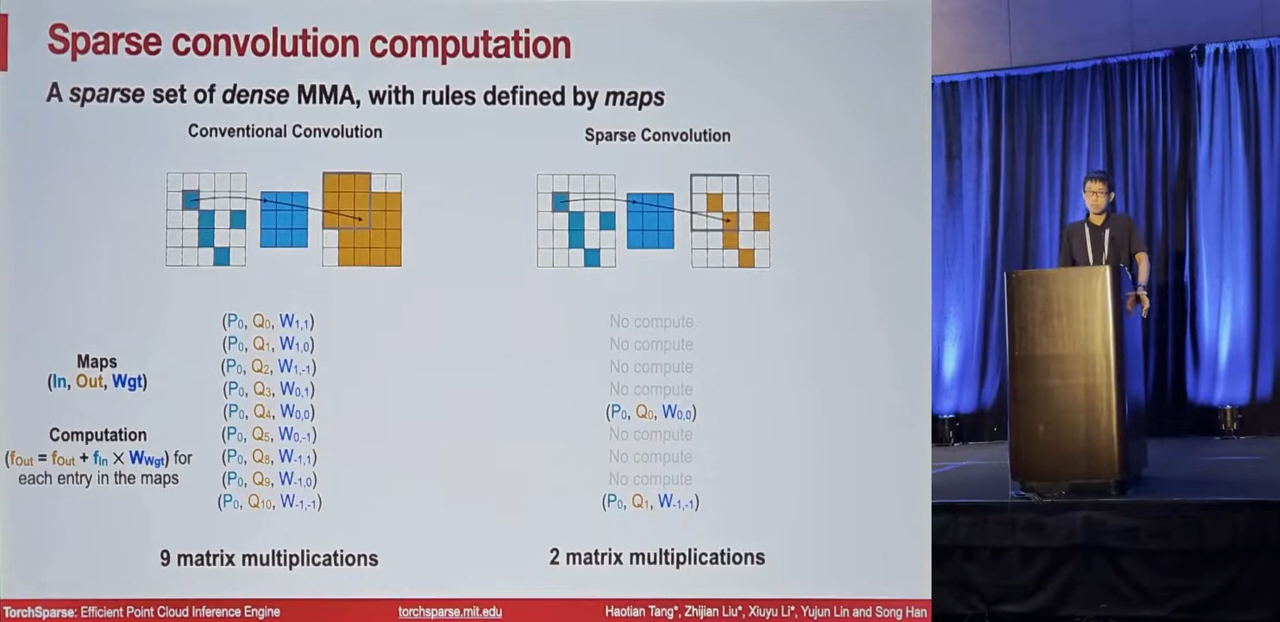 Sparse convolution computation
A sparse set of dense MMA, with rules defined by maps
Conventional Convolution
Sparse Convolution
Maps
(In, Out, Wgt)
Computation
(fout = fout + fin × WWgt) for
each entry in the maps
(P0, Q0, W1,1)
(P0, Q1, W1,0)
(P0, Q2, W1,-1)
(P0, Q3, W0,1)
(P0, Q4, W0,0)
(P0, Q5, W0,-1)
(P0, Q8, W-1,1)
(P0, Q9, W-1,0)
(P0, Q10, W-1,-1)
9 matrix multiplications
No compute
No compute
No compute
No compute
(P0, Q0, W0,0)
No compute
No compute
No compute
(P0, Q1, W-1,-1)
2 matrix multiplications
TorchSparse: Efficient Point Cloud Inference Engine
torchsparse.mit.edu
Haotian Tang*, Zhijian Liu*, Xiuyu Li*, Yujun Lin and Song Han